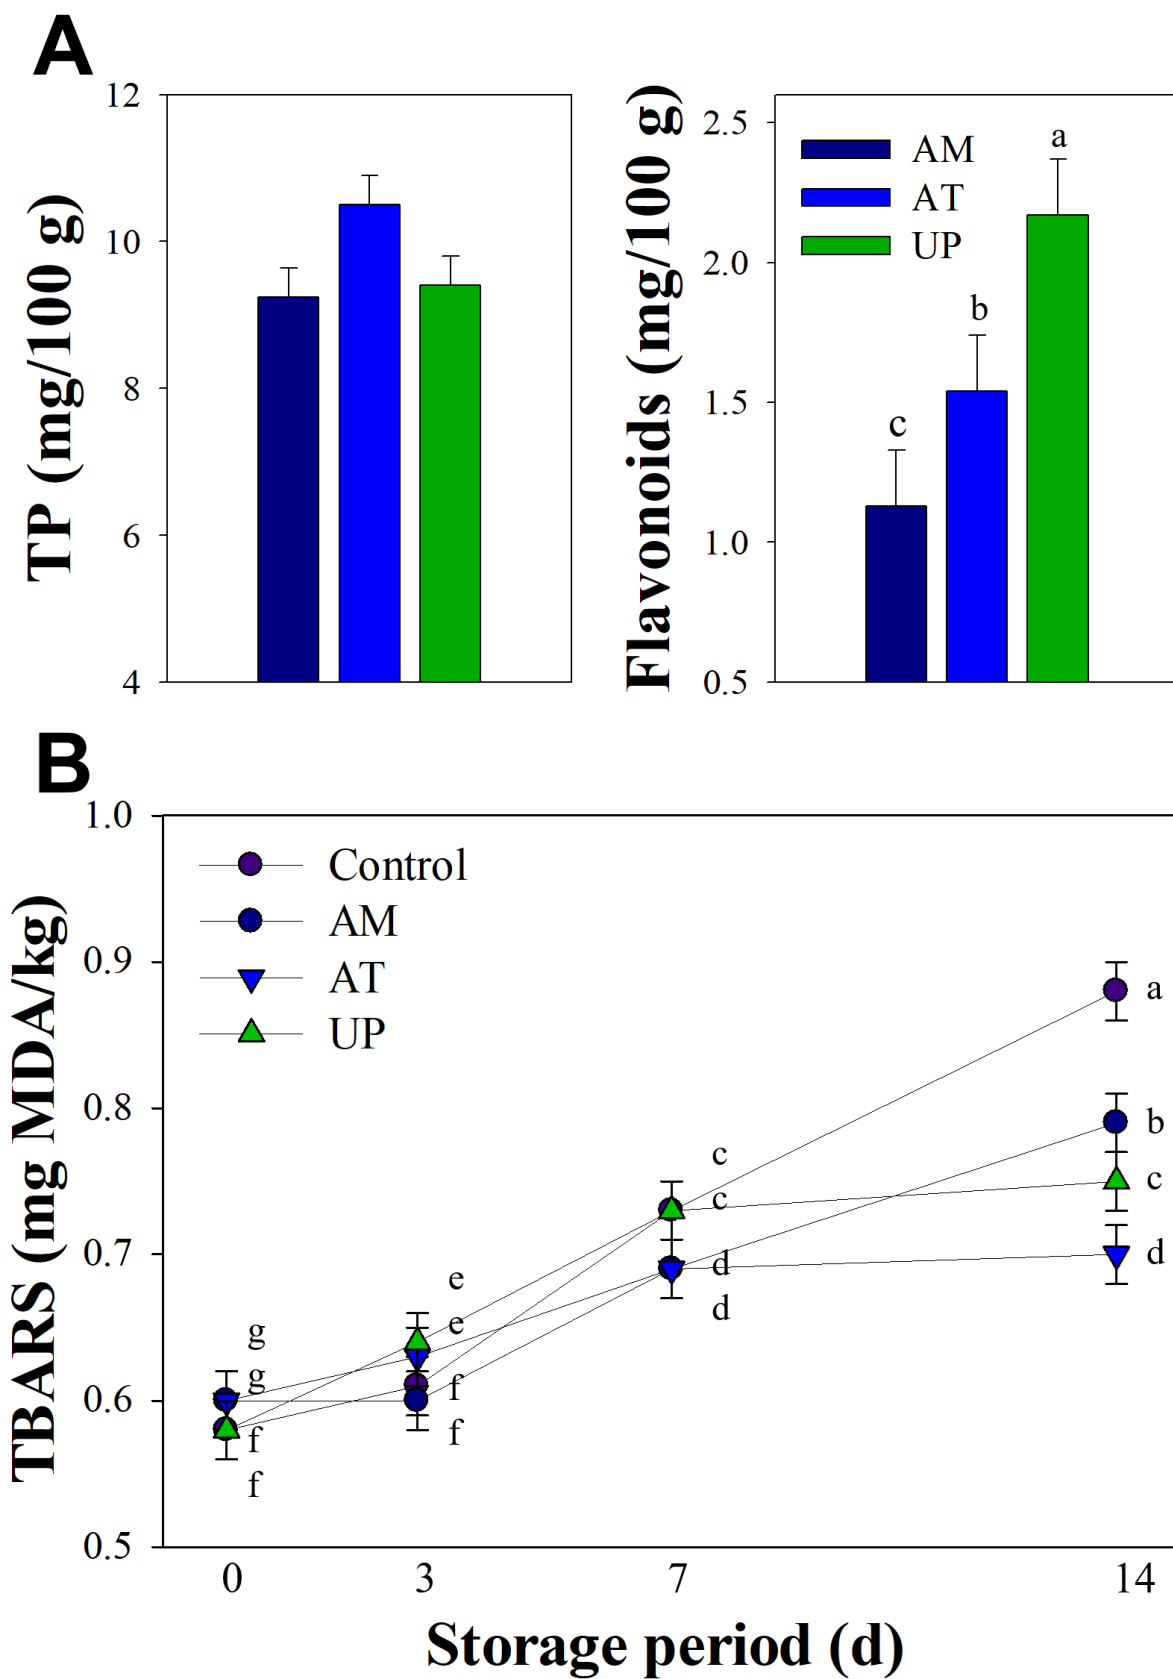 A
TP (mg/100 g)
12
10
8
6
4
Flavonoids (mg/100 g)
2.5
2.0
1.5
1.0
0.5
AM
AT
UP
c
b
a
B
TBARS (mg MDA/kg)
1.0
0.9
0.8
0.7
0.6
0.5
Control
AM
AT
UP
g
g
f
f
e
e
f
f
c
c
d
d
a
b
c
d
0
3
7
14
Storage period (d)